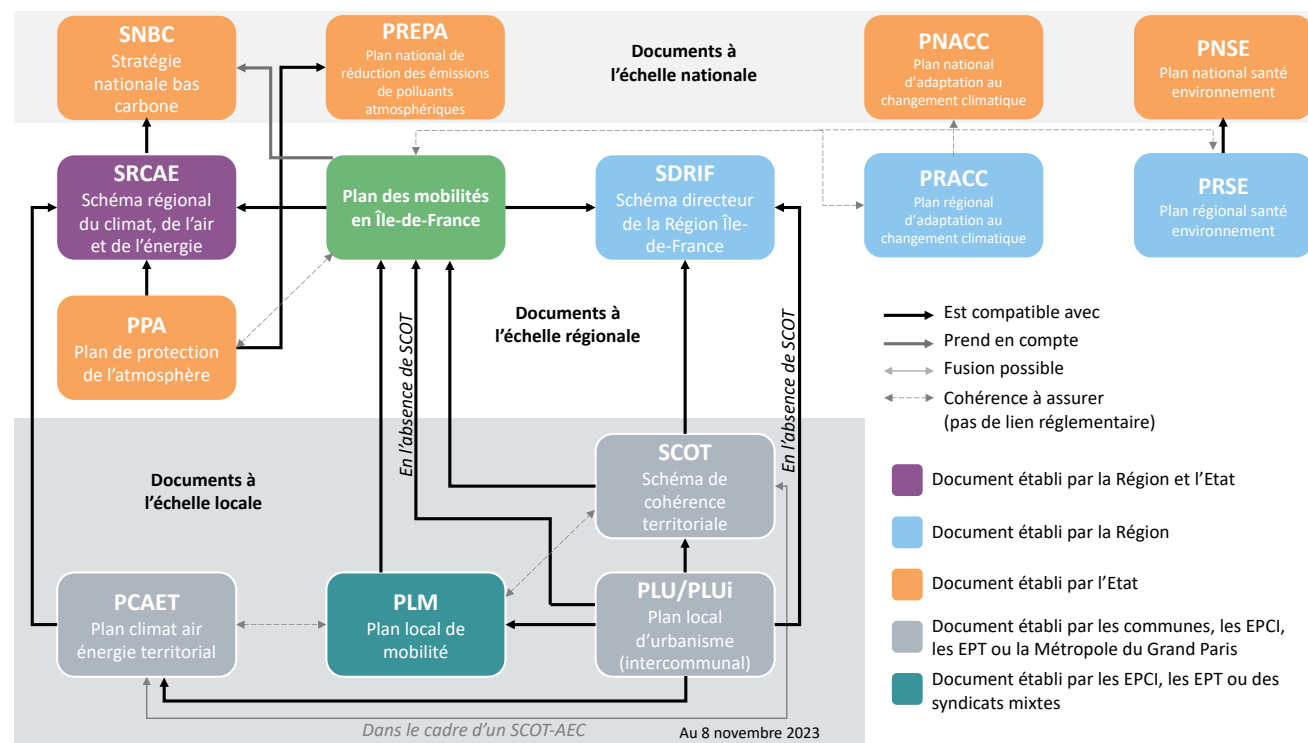 SNBC
Stratégie
nationale bas
carbone
PREPA
Plan national de
réduction des émissions
de polluants
atmosphériques
Documents à
l'échelle nationale
PNACC
Plan national
d'adaptation au
changement climatique
PNSE
Plan national santé
environnement
SRCAE
Schéma régional
du climat, de l'air
et de l'énergie
Plan des mobilités
en Île-de-France
SDRIF
Schéma directeur
de la Région Île-
de-France
PRACC
Plan régional
d'adaptation au
changement climatique
PRSE
Plan régional santé
environnement
PPA
Plan de protection
de l'atmosphère
Documents à
l'échelle régionale
En l'absence de SCOT
En l'absence de SCOT
Est compatible avec
Prend en compte
Fusion possible
Cohérence à assurer
(pas de lien réglementaire)
Documents à
l'échelle locale
SCOT
Schéma de
cohérence
territoriale
PCAET
Plan climat air
énergie territorial
PLM
Plan local de
mobilité
PLU/PLUi
Plan local
d'urbanisme
(intercommunal)
Dans le cadre d'un SCOT-AEC
Au 8 novembre 2023
Document établi par la Région et l'Etat
Document établi par la Région
Document établi par l'Etat
Document établi par les communes, les EPCI,
les EPT ou la Métropole du Grand Paris
Document établi par les EPCI, les EPT ou des
syndicats mixtes